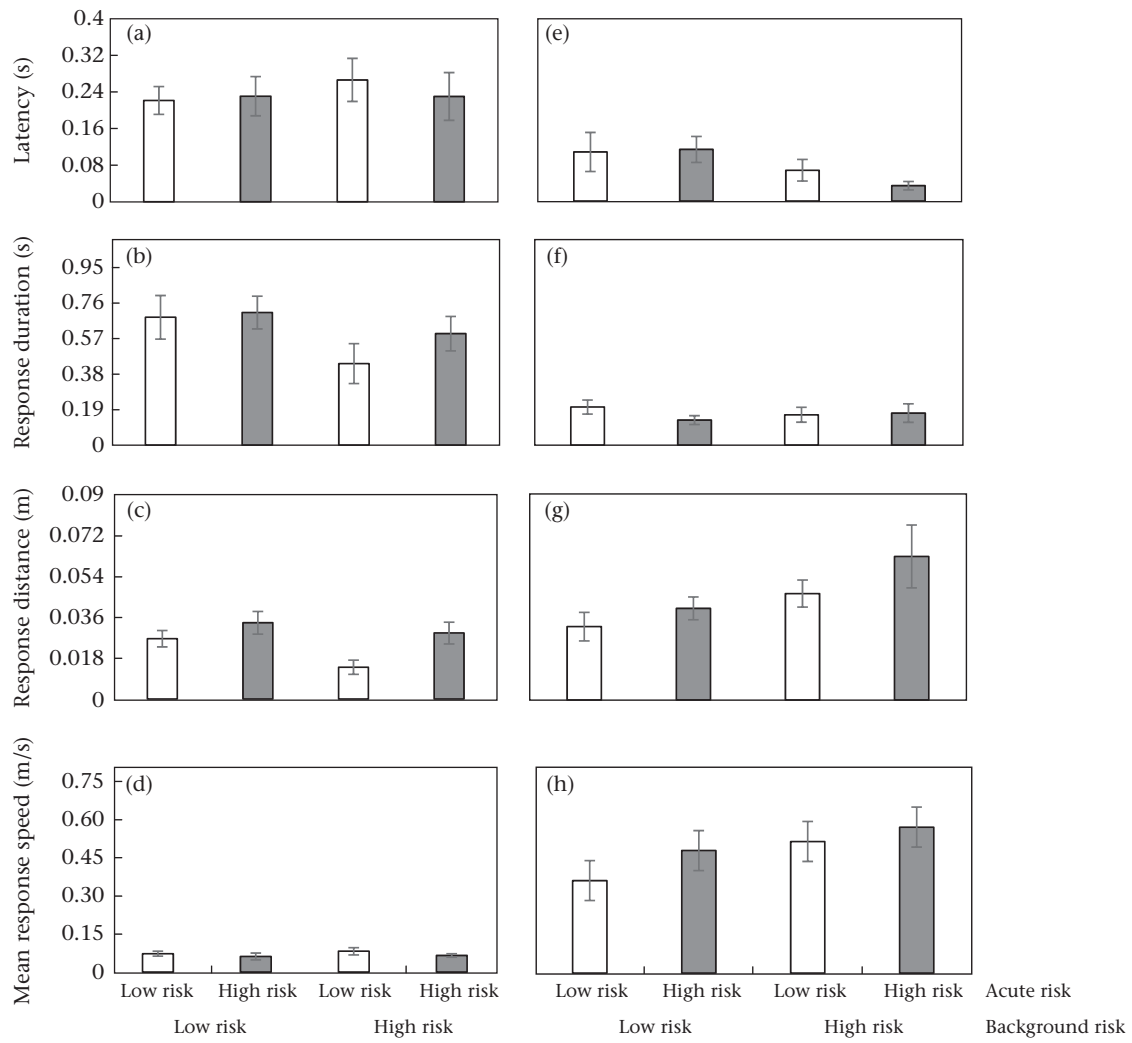 (a)
(e)
Latency (s)
0.4
0.32
0.24
0.16
0.08
0
(b)
(f)
Response duration (s)
0.95
0.76
0.57
0.38
0.19
0
(c)
(g)
Response distance (m)
0.09
0.072
0.054
0.036
0.018
0
(d)
(h)
Mean response speed (m/s)
0.75
0.60
0.45
0.30
0.15
0
Low risk High risk Low risk High risk Low risk High risk Low risk High risk Acute risk
Low risk High risk Low risk High risk Background risk